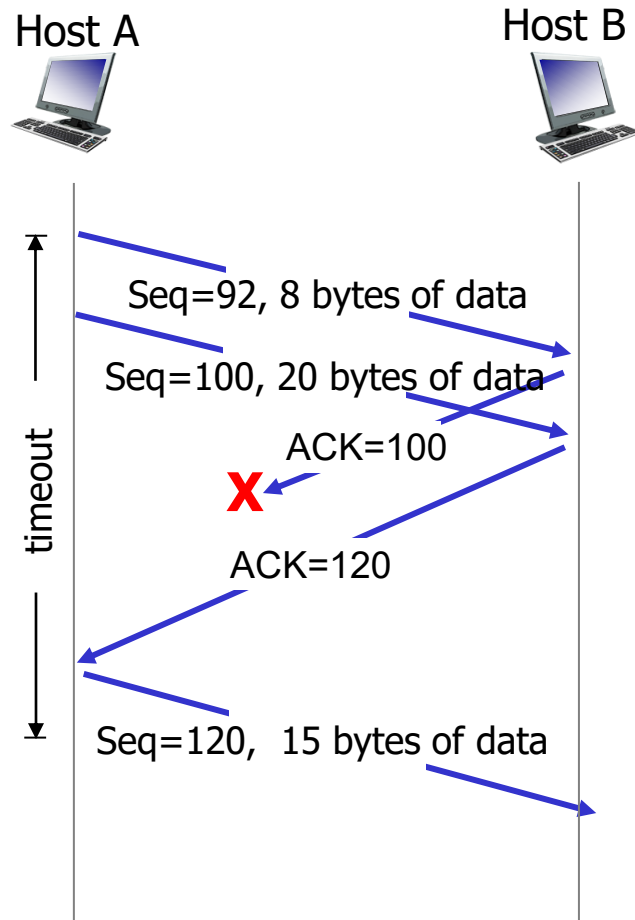 Host A
Host B
Seq=92, 8 bytes of data
Seq=100, 20 bytes of data
ACK=100
X
timeout
ACK=120
Seq=120, 15 bytes of data